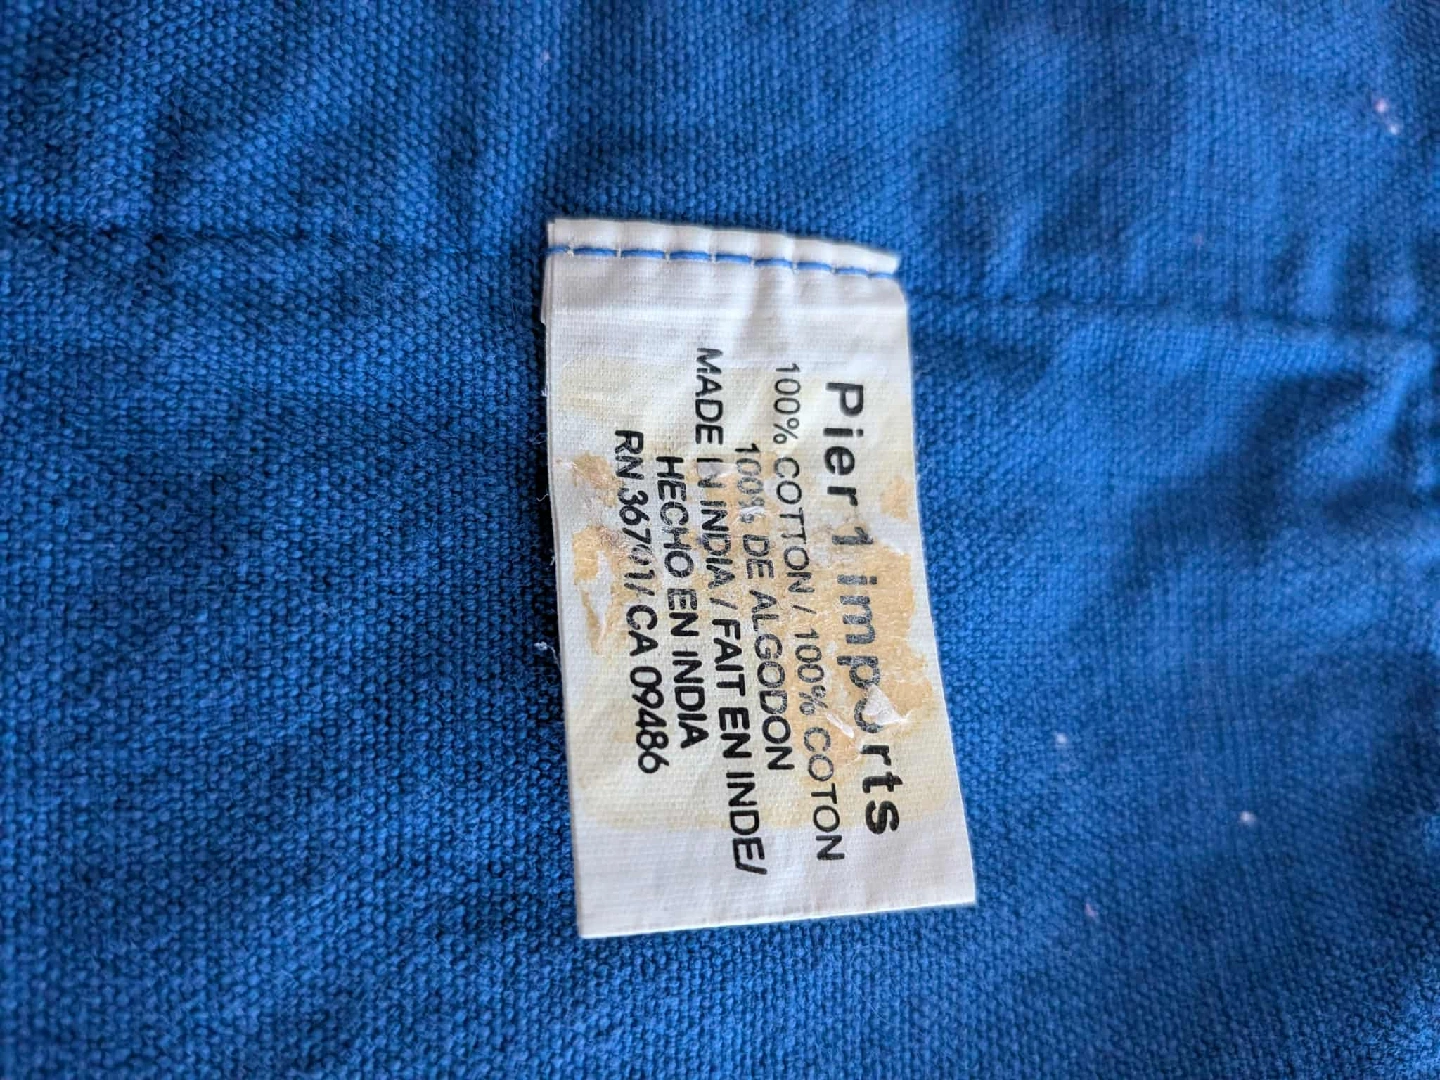 Pier 1 imports
100% COTTON / 100% COTON
100% DE ALGODON
MADE IN INDIA / FAIT EN INDE/
HECHO EN INDIA
RN 36701/ CA 09486